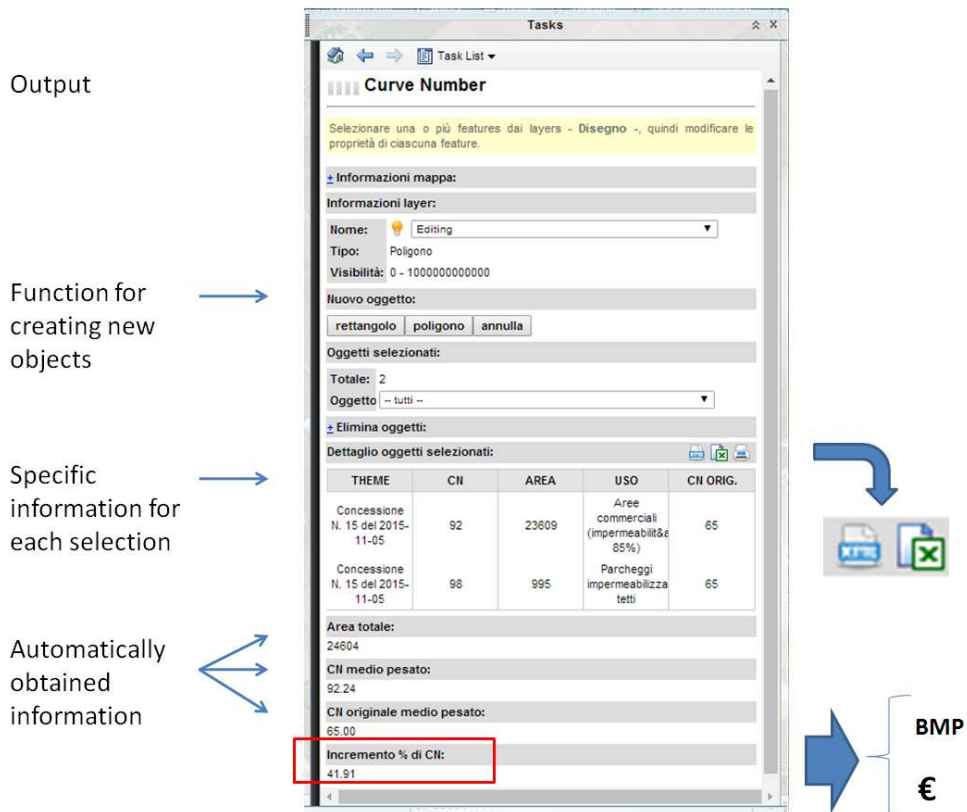 Tasks
Task List
Output
Curve Number
Selezionare una o più features dai layers - Disegno -, quindi modificare le
proprietà di ciascuna feature.
+ Informazioni mappa:
Informazioni layer:
Nome: Editing
Tipo: Poligono
Visibilità: 0 - 1000000000000
Function for
creating new
objects
Nuovo oggetto:
rettangolo poligono annulla
Oggetti selezionati:
Totale: 2
Oggetto -- tutti --
+ Elimina oggetti:
Specific
information for
each selection
Dettaglio oggetti selezionati:
THEME CN AREA USO CN ORIG.
Concessione
N. 15 del 2015-
11-05
92
23609
Aree
commerciali
(impermeabilit&a
85%)
65
Concessione
N. 15 del 2015-
11-05
98
995
Parcheggi
impermeabilizza
tetti
65
Automatically
obtained
information
Area totale:
24604
CN medio pesato:
92.24
CN originale medio pesato:
65.00
Incremento % di CN:
41.91
BMP
€